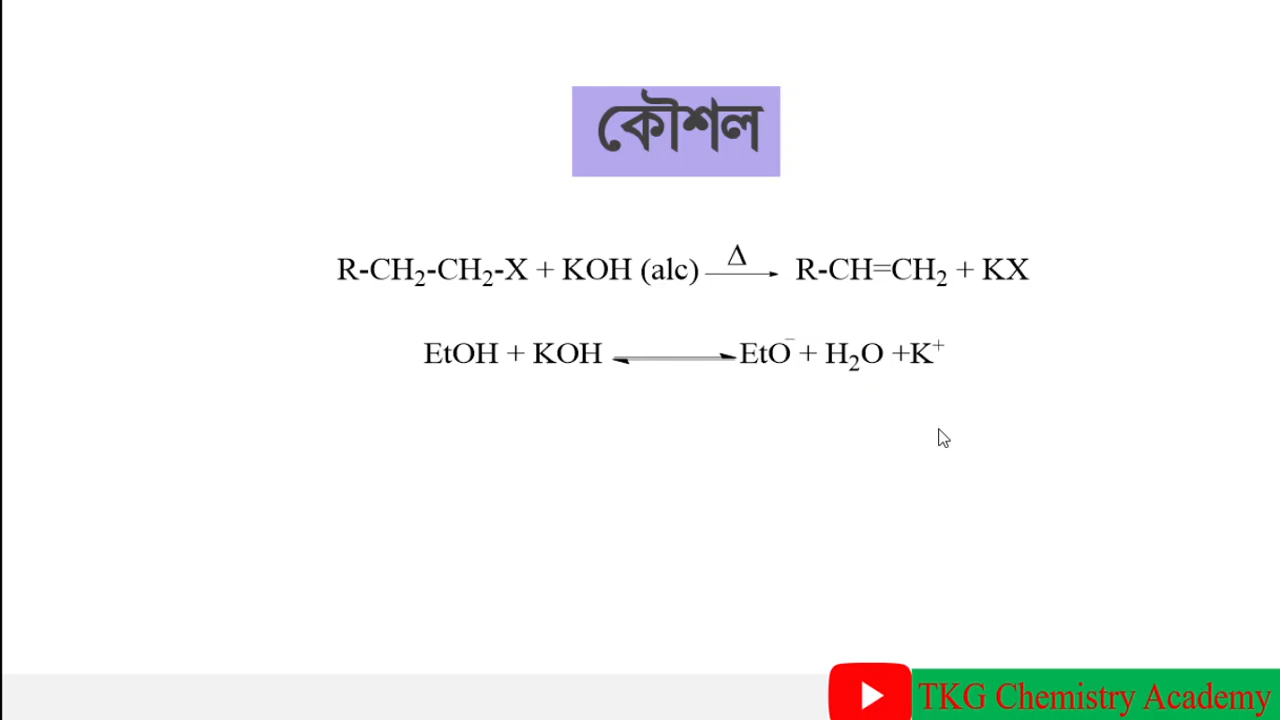 কৌশল
R-CH₂-CH₂-X + KOH (alc) —Δ→ R-CH=CH₂ + KX
EtOH + KOH ⇌ EtO⁻ + H₂O +K⁺
TKG Chemistry Academy